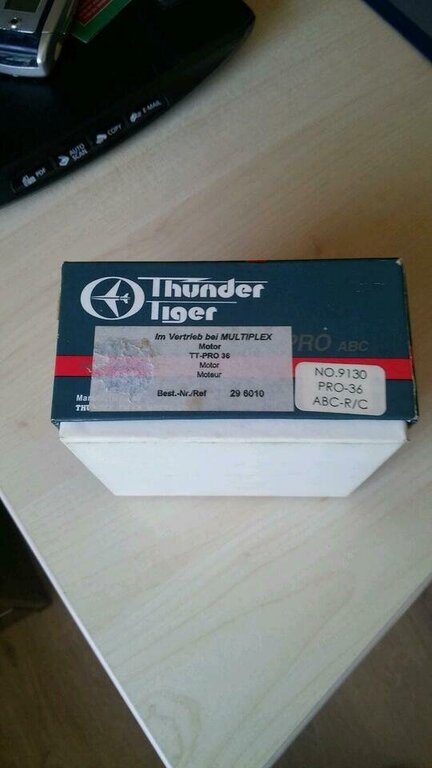 PDF
AUTO SCAN
COPY
E-MAIL
Thunder
Tiger
PRO ABC
Im Vertrieb bei MULTIPLEX
Motor
TT-PRO 36
Motor
Moteur
Best.-Nr./Ref 29 6010
NO.9130
PRO-36
ABC-R/C